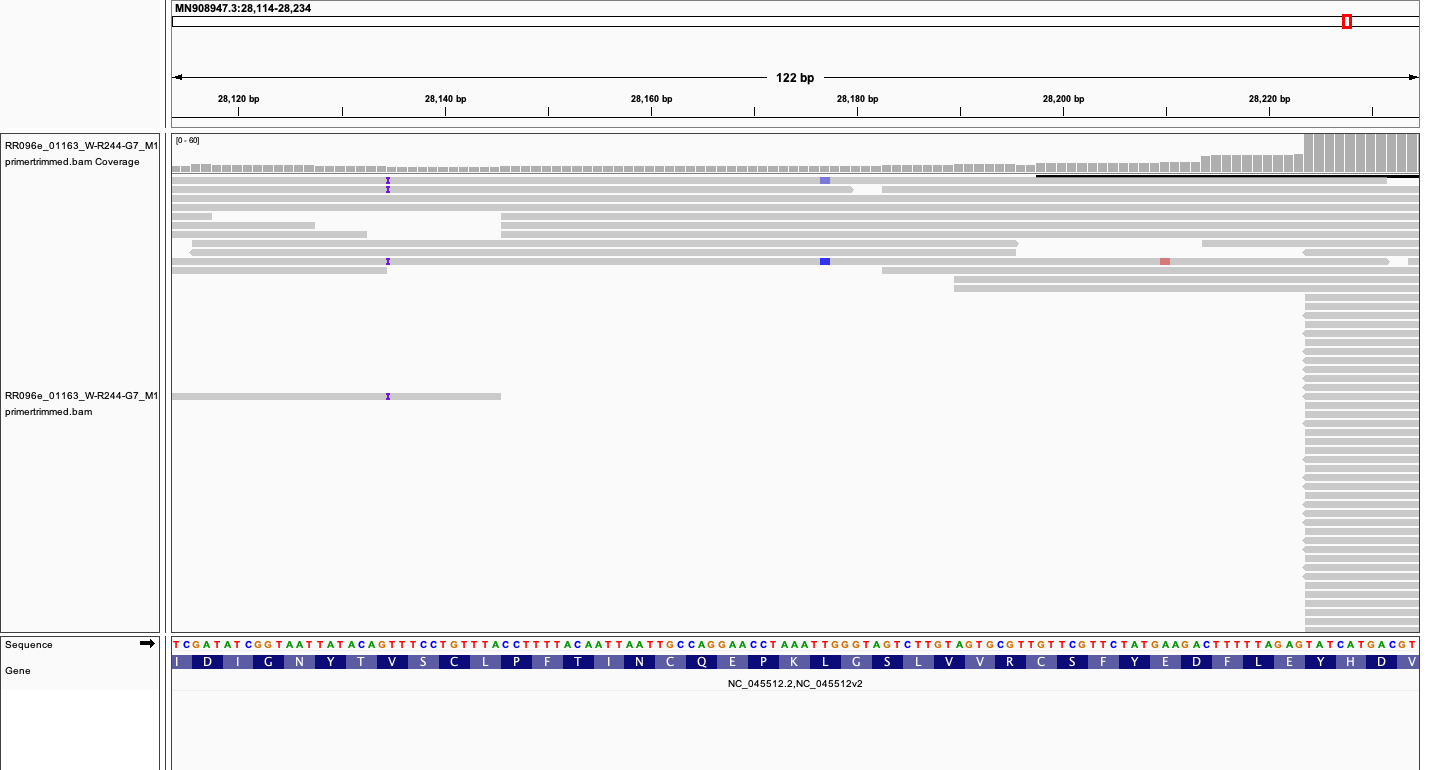 MN908947.3:28,114-28,234
122 bp
28,120 bp 28,140 bp 28,160 bp 28,180 bp 28,200 bp 28,220 bp
[0 - 60]
RR096e_01163_W-R244-G7_M1
primertrimmed.bam Coverage
RR096e_01163_W-R244-G7_M1
primertrimmed.bam
Sequence
T C G A T A T C G G T A A T T A T A C A G T T T C C T G T T T A C C T T T T A C A A T T A A T T G C C A G G A A C C T A A A T T G G G T A G T C T T G T A G T G C G T T G T T C G T T C T A T G A A G A C T T T T T A G A G T A T C A T G A C G T
Gene
I D I G N Y T V S C L P F T I N C Q E P K L G S L V V R C S F Y E D F L E Y H D V
NC_045512.2,NC_045512v2